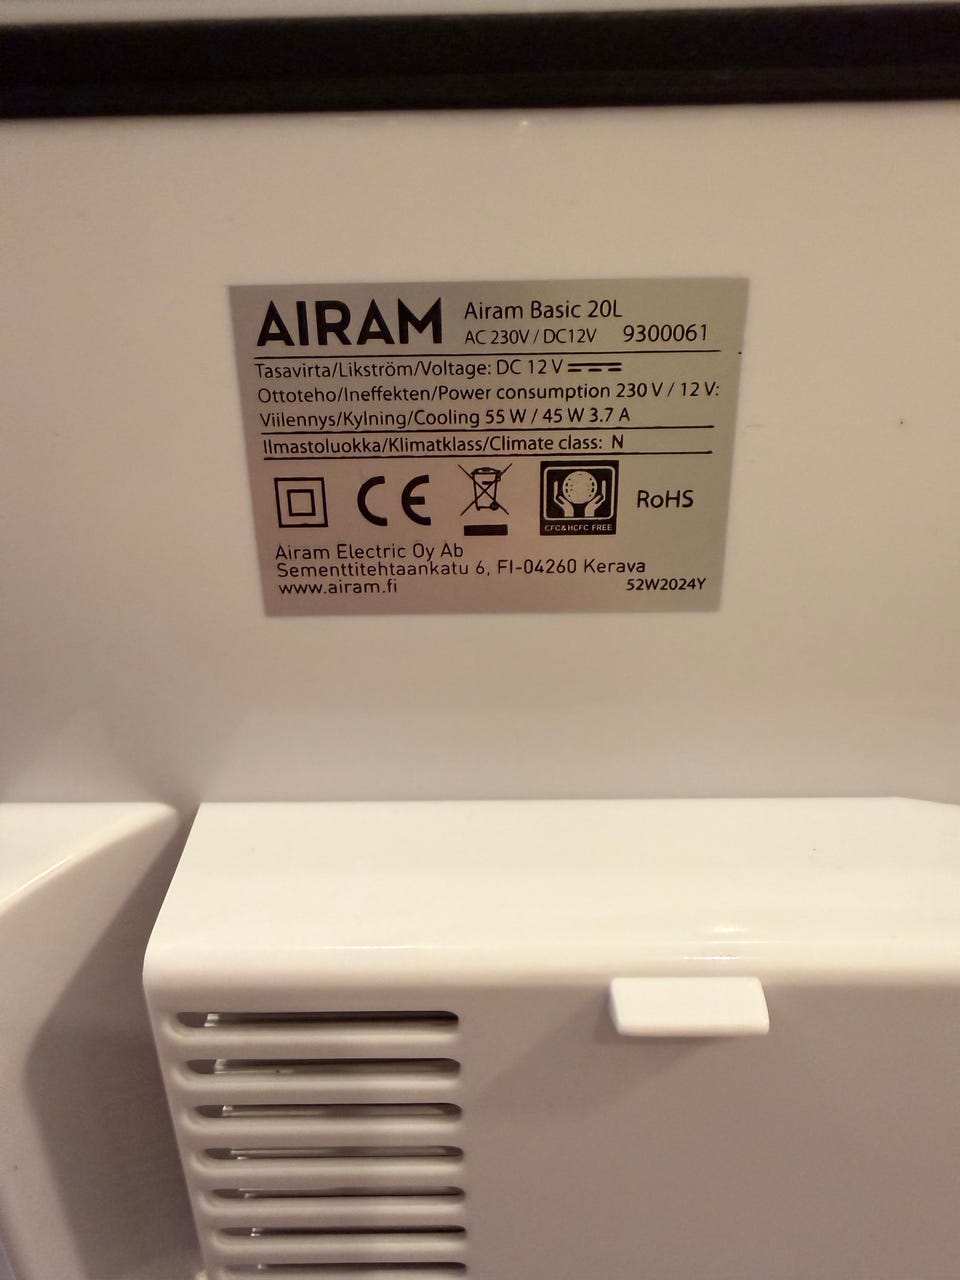 AIRAM
Airam Basic 20L
AC 230V / DC12V 9300061
Tasavirta/Likström/Voltage: DC 12 V
Ottoteho/Ineffekten/Power consumption 230 V / 12 V:
Viilennys/Kylning/Cooling 55 W / 45 W 3.7 A
Ilmastoluokka/Klimatklass/Climate class: N
CE
CFC&HCFC FREE
RoHS
Airam Electric Oy Ab
Sementtitehtaankatu 6, FI-04260 Kerava
www.airam.fi 52W2024Y